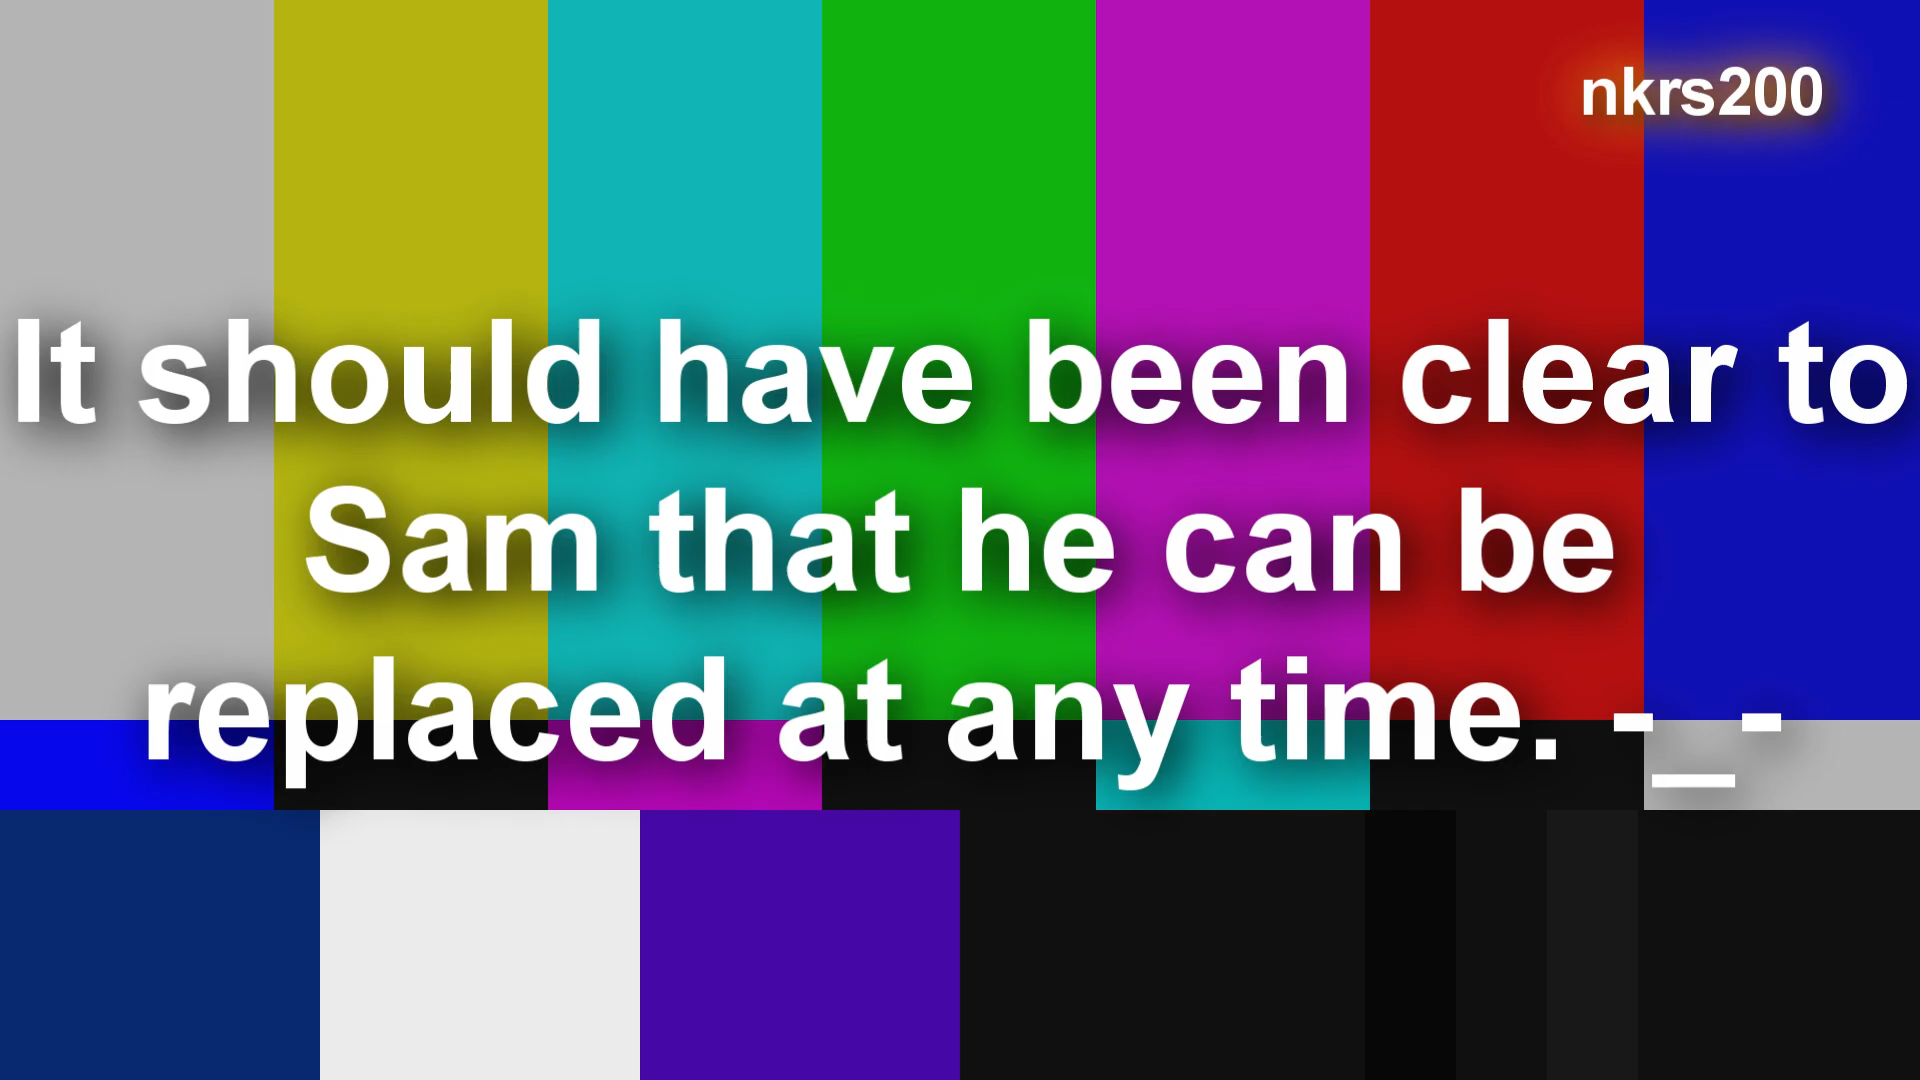 nkrs200
It should have been clear to
Sam that he can be
replaced at any time. -_-